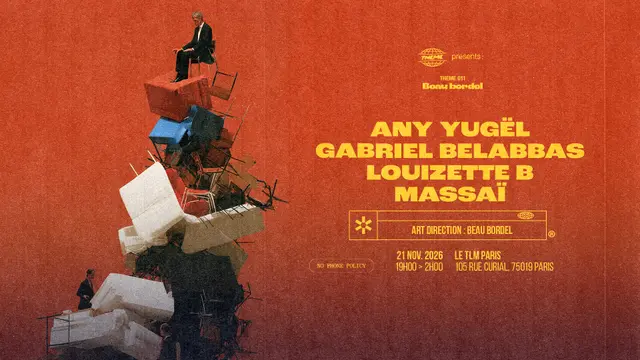 THEME
presents
THEME 011
Beau bordel
ANY YUGËL
GABRIEL BELABBAS
LOUIZETTE B
MASSAÏ
ART DIRECTION : BEAU BORDEL
®
21 NOV. 2026
19H00 > 2H00
LE TLM PARIS
105 RUE CURIAL, 75019 PARIS
NO PHONE POLICY